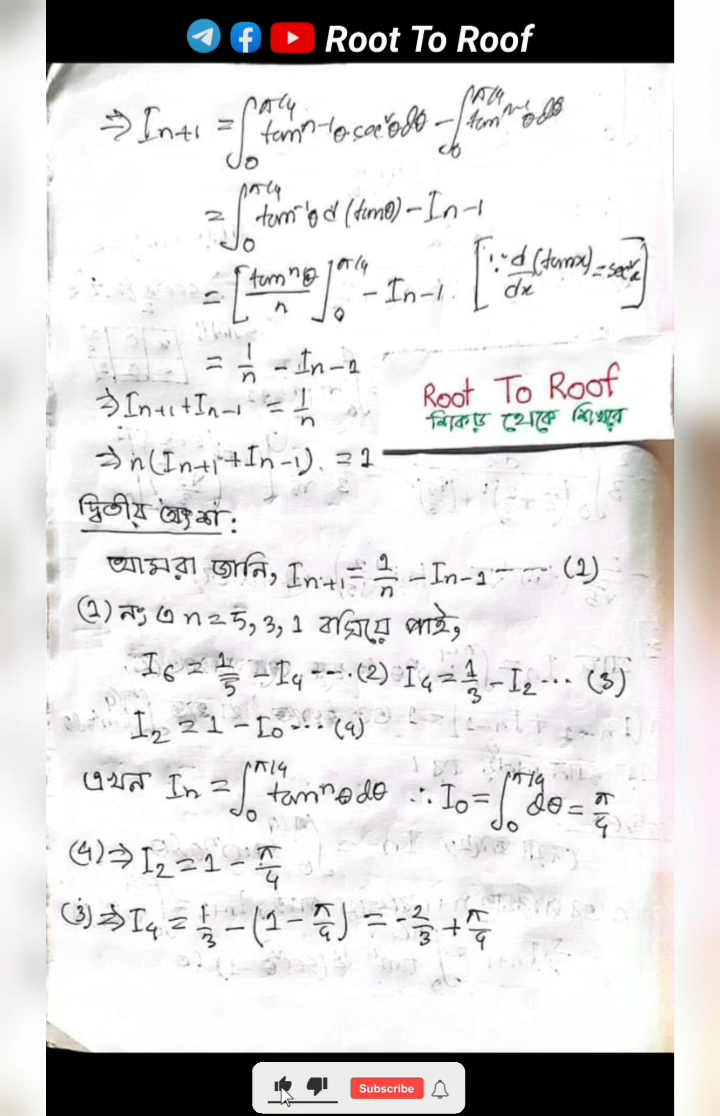 Root To Roof
⇒ In+1 = ∫₀^π/4 tanⁿ⁻¹θ sec²θdθ − ∫₀^π/4 tanⁿ⁻¹θ dθ
= ∫₀^π/4 tanⁿ⁻¹θ d (tanθ) − In-1
= [tanⁿθ/n]₀^π/4 − In-1. [∵ d/dx (tanx) = sec²x]
= 1/n − In-1
Root To Roof
শিকড় থেকে শিখরে
⇒ In+1 + In-1 = 1/n
⇒ n(In+1 + In-1) = 1
দ্বিতীয় অংশ:
আমরা জানি, In+1 = 1/n − In-1 ---- (1)
(1) নং এ n = 5, 3, 1 বসিয়ে পাই,
I6 = 1/5 − I4 ---- (2) I4 = 1/3 − I2 ... (3)
I2 = 1 − I0 ---- (4)
এখন In = ∫₀^π/4 tanⁿθ dθ ∴ I0 = ∫₀^π/4 dθ = π/4
(4) ⇒ I2 = 1 − π/4
(3) ⇒ I4 = 1/3 − (1 − π/4) = -2/3 + π/4
Subscribe